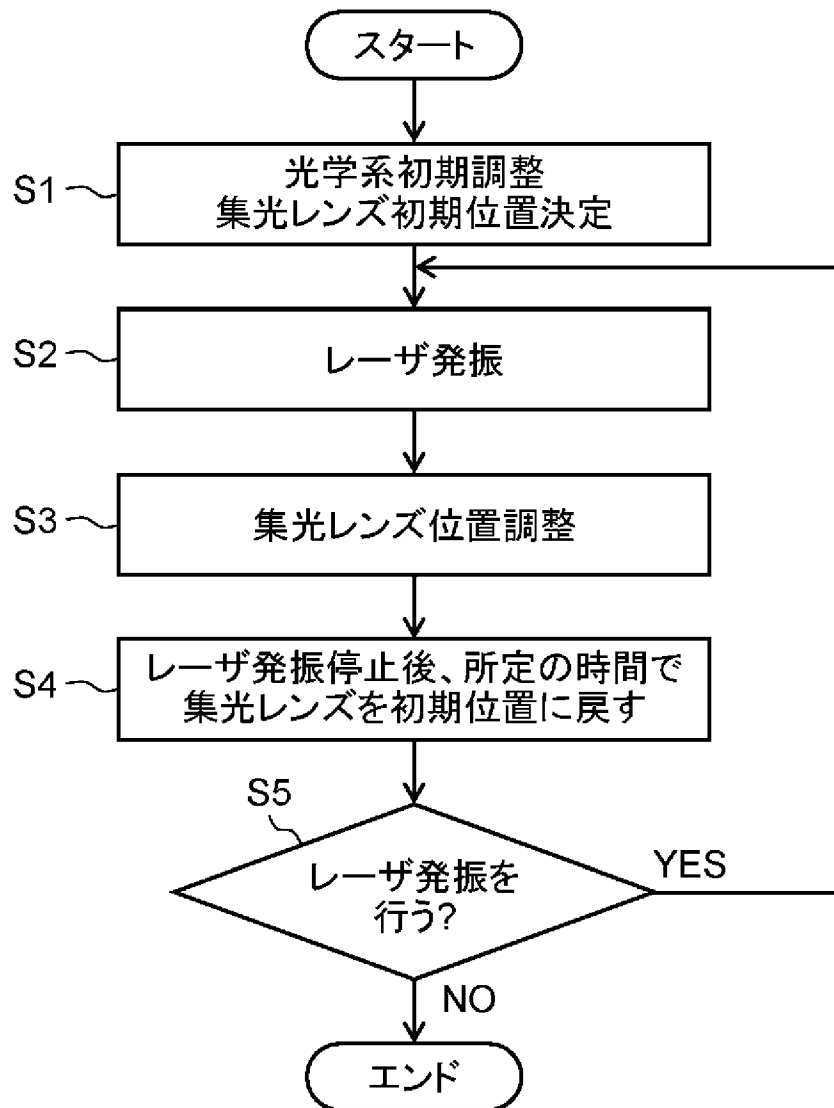 スタート
S1
光学系初期調整
集光レンズ初期位置決定
S2
レーザ発振
S3
集光レンズ位置調整
S4
レーザ発振停止後、所定の時間で
集光レンズを初期位置に戻す
S5
レーザ発振を
行う?
YES
NO
エンド